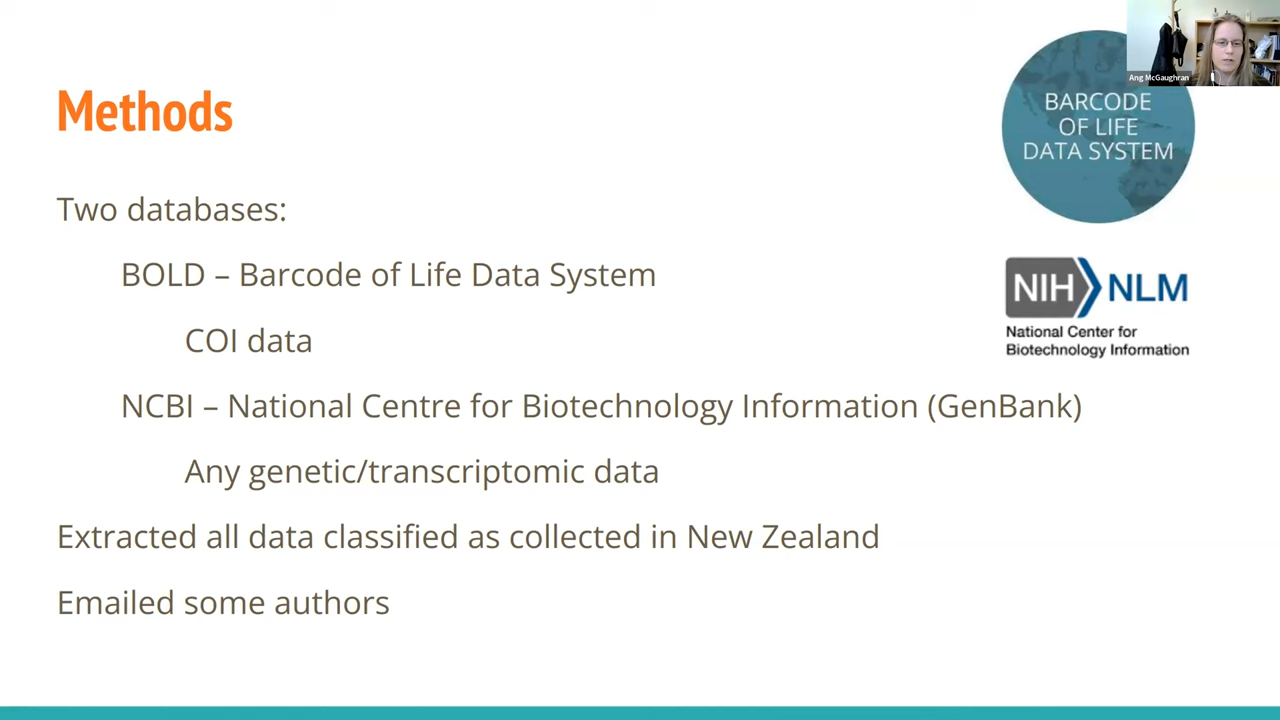 Ang McGaughran
Methods
BARCODE
OF LIFE
DATA SYSTEM
Two databases:
BOLD – Barcode of Life Data System
NIH NLM
National Center for
Biotechnology Information
COI data
NCBI – National Centre for Biotechnology Information (GenBank)
Any genetic/transcriptomic data
Extracted all data classified as collected in New Zealand
Emailed some authors